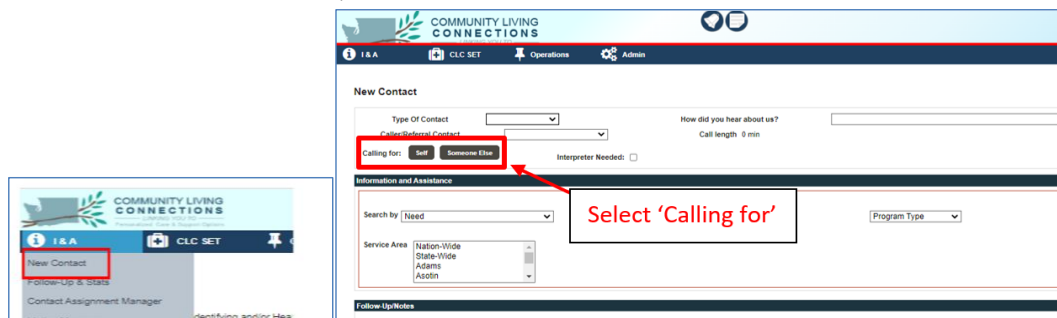 COMMUNITY LIVING
CONNECTIONS
I & A
CLC SET
New Contact
Follow-Up & Stats
Contact Assignment Manager
COMMUNITY LIVING
CONNECTIONS
I & A
CLC SET
Operations
Admin
New Contact
Type Of Contact
How did you hear about us?
Caller/Referral Contact
Call length 0 min
Calling for:
Self
Someone Else
Interpreter Needed:
Information and Assistance
Select 'Calling for'
Search by
Need
Program Type
Service Area
Nation-Wide
State-Wide
Adams
Asotin
Follow-Up/Notes